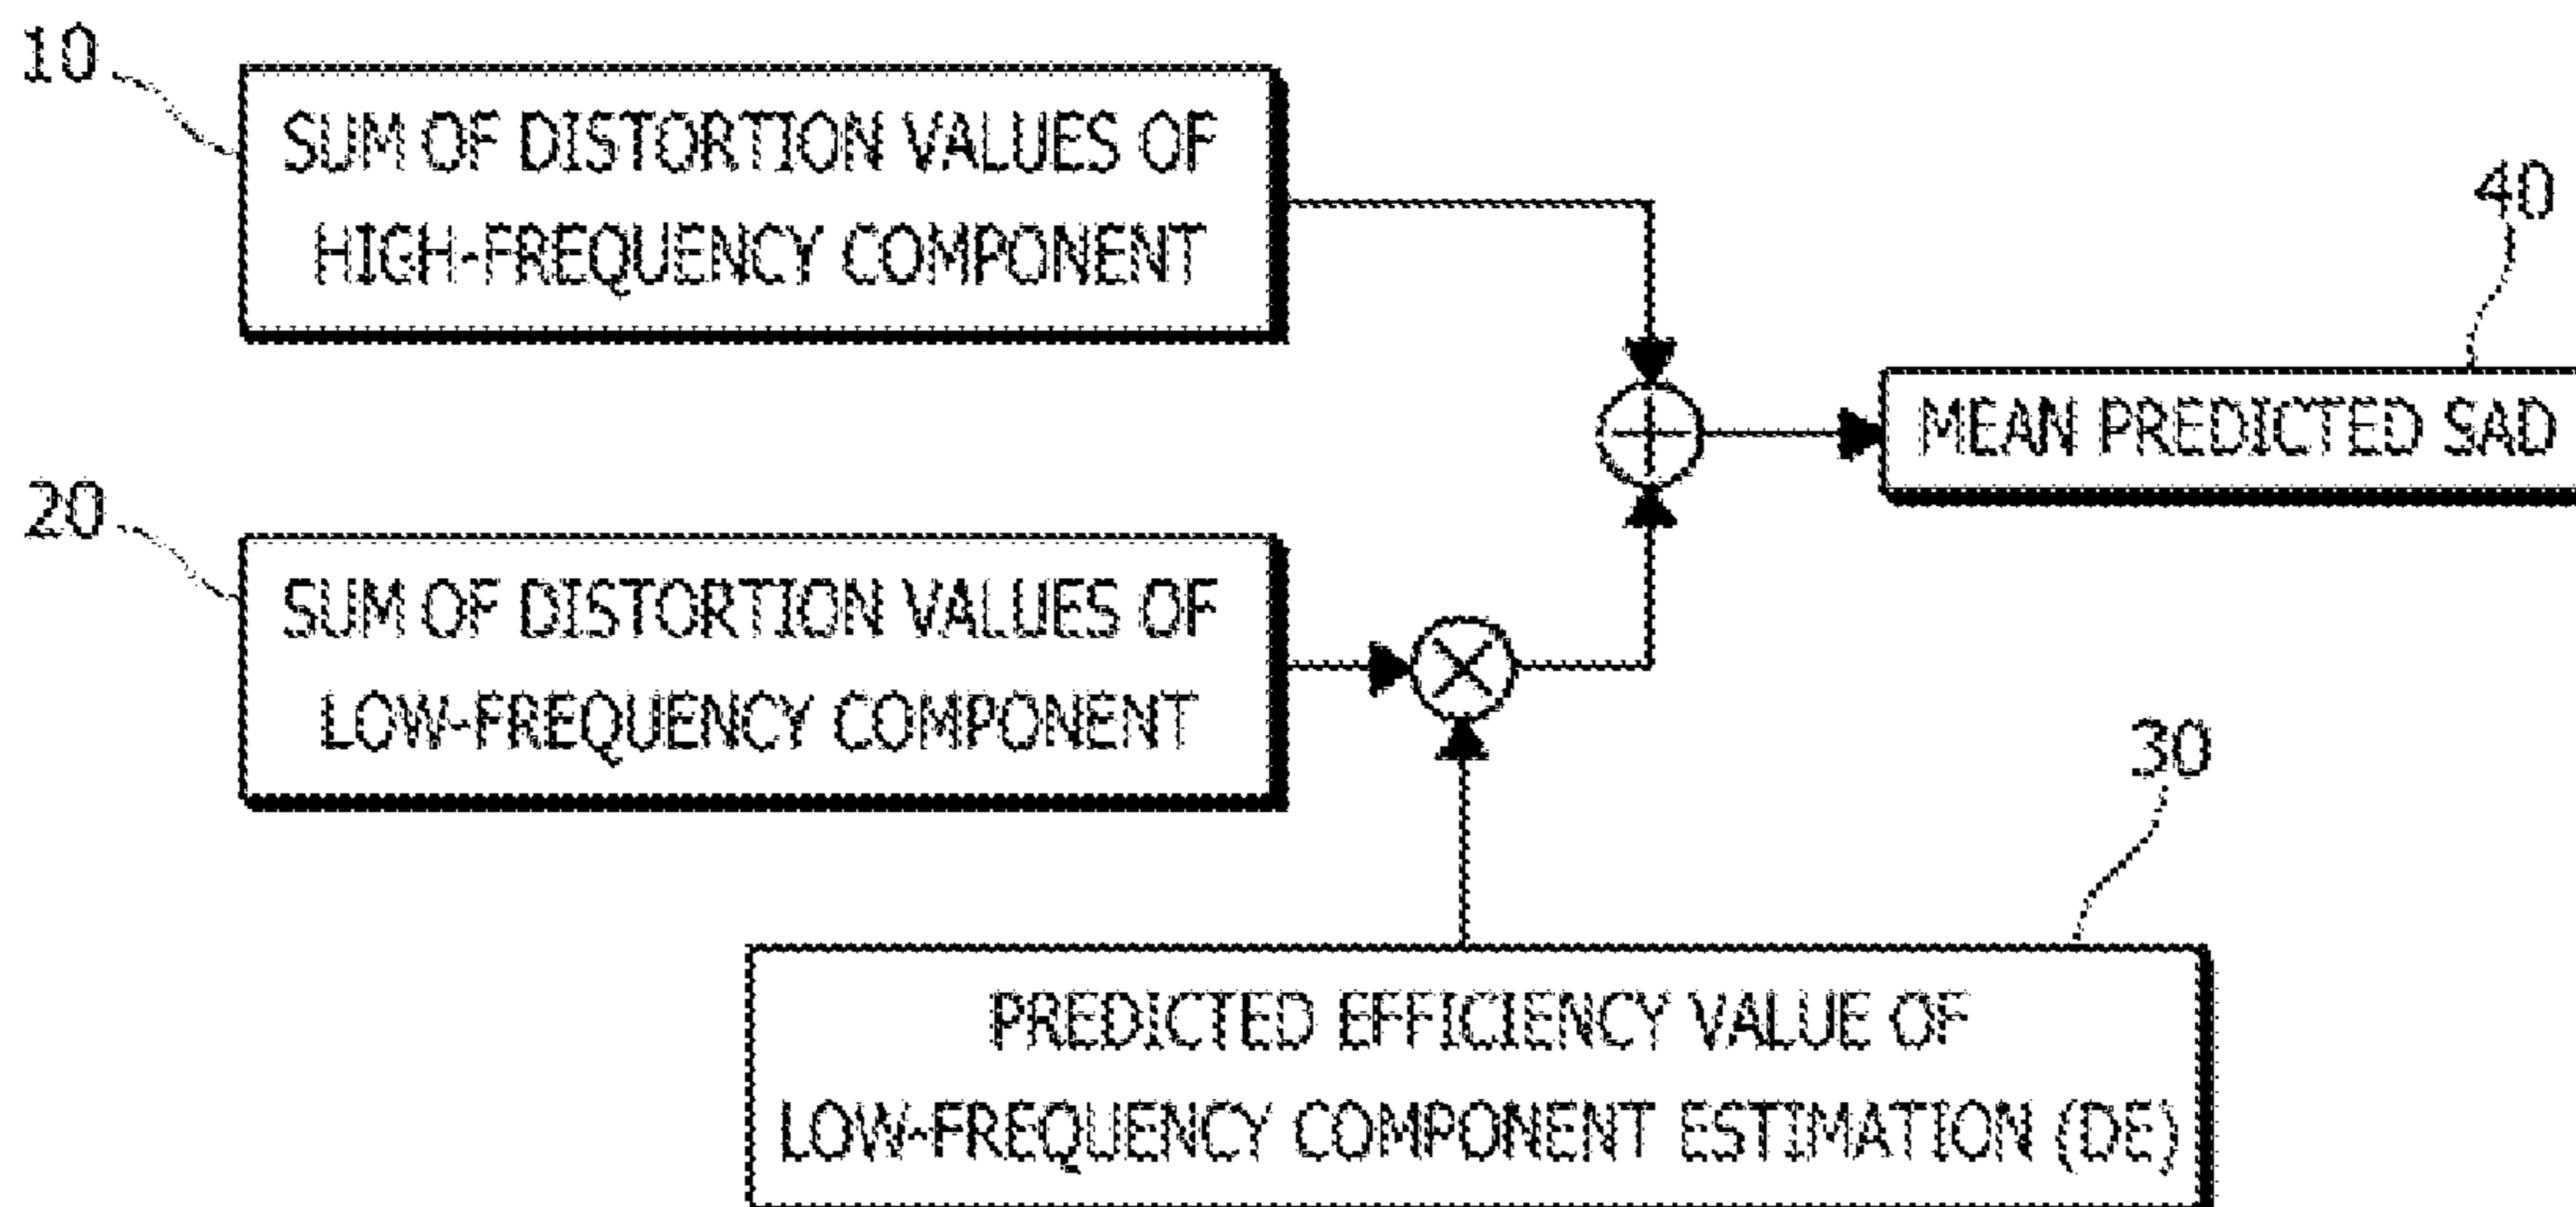 10
SUM OF DISTORTION VALUES OF
HIGH-FREQUENCY COMPONENT
40
MEAN PREDICTED SAD
20
SUM OF DISTORTION VALUES OF
LOW-FREQUENCY COMPONENT
30
PREDICTED EFFICIENCY VALUE OF
LOW-FREQUENCY COMPONENT ESTIMATION (DE)